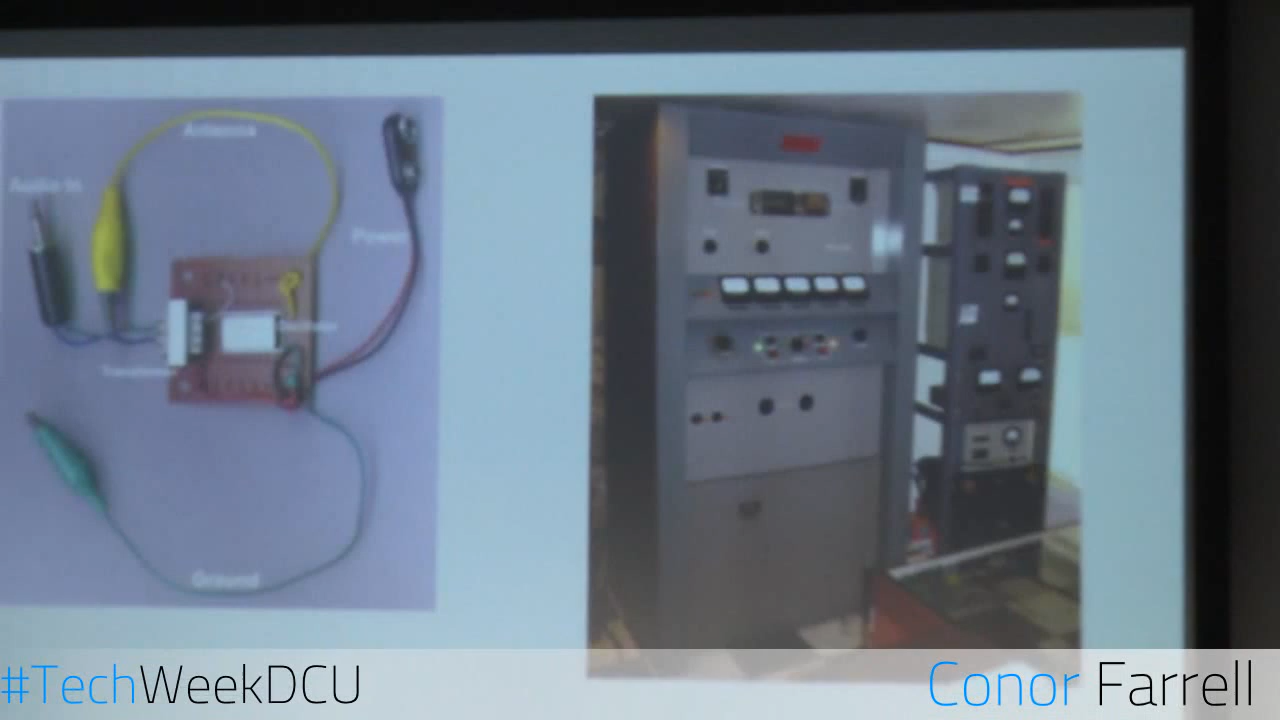 Antenna
Audio In
Power
Ground
#TechWeekDCU
Conor Farrell